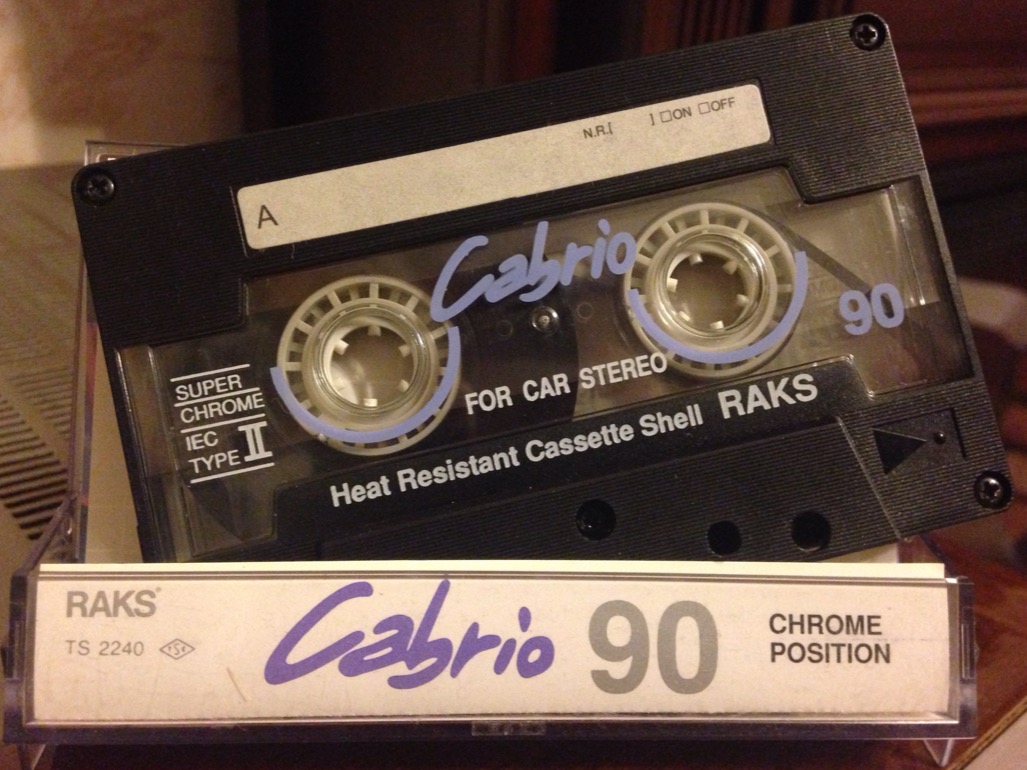 N.R.[ ] □ON □OFF
A
Cabrio
90
SUPER
CHROME
IEC
TYPE II
FOR CAR STEREO
Heat Resistant Cassette Shell RAKS
RAKS
TS 2240 TSE
Cabrio 90
CHROME
POSITION